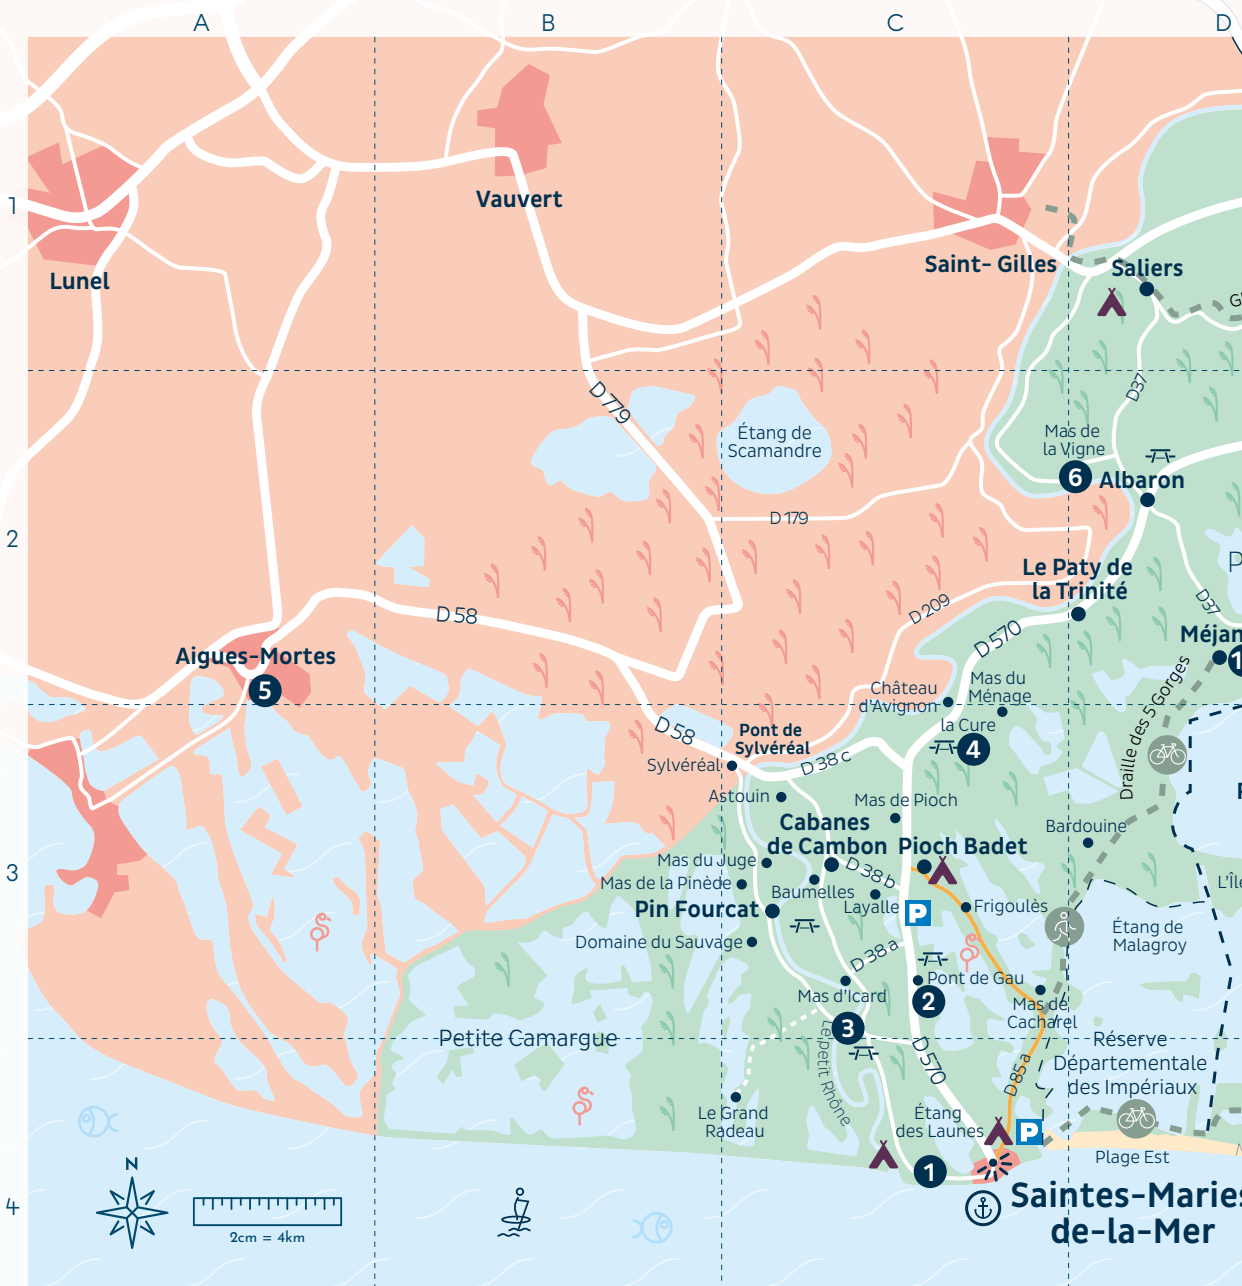 A
B
C
D
1
Vauvert
Lunel
Saint- Gilles
Saliers
G
D37
D 779
Étang de
Scamandre
Mas de
la Vigne
6
Albaron
D 179
2
Le Paty de
la Trinité
P
D 58
D 209
D37
D 570
Méjan
1
Aigues-Mortes
5
Château
d'Avignon
Mas du
Ménage
Draille des 5 Gorges
D 58
Pont de
Sylvéréal
la Cure
4
Sylvéréal
D 38 c
Astouin
Mas de Pioch
Cabanes
de Cambon
Pioch Badet
Bardouine
3
Mas du Juge
D 38 b
Mas de la Pinède
Baumelles
L'Île
Pin Fourcat
Layalle
P
Frigoulès
Domaine du Sauvage
Étang de
Malagroy
D 38 a
Pont de Gau
Mas d'Icard
2
Mas de
Cacharel
3
Petite Camargue
Le petit Rhône
D 570
Réserve
Départementale
des Impériaux
D 85 a
Le Grand
Radeau
Étang
des Launes
P
Plage Est
N
1
4
Saintes-Maries
de-la-Mer
2cm = 4km